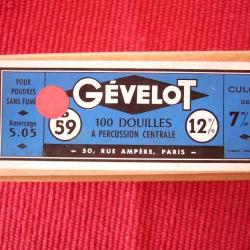 POUR
POUDRES
SANS FUMÉE
Amorçage
5.05
GÉVELOT
59
100 DOUILLES
A PERCUSSION CENTRALE
12 m/m
50, RUE AMPÈRE, PARIS
7 m/m